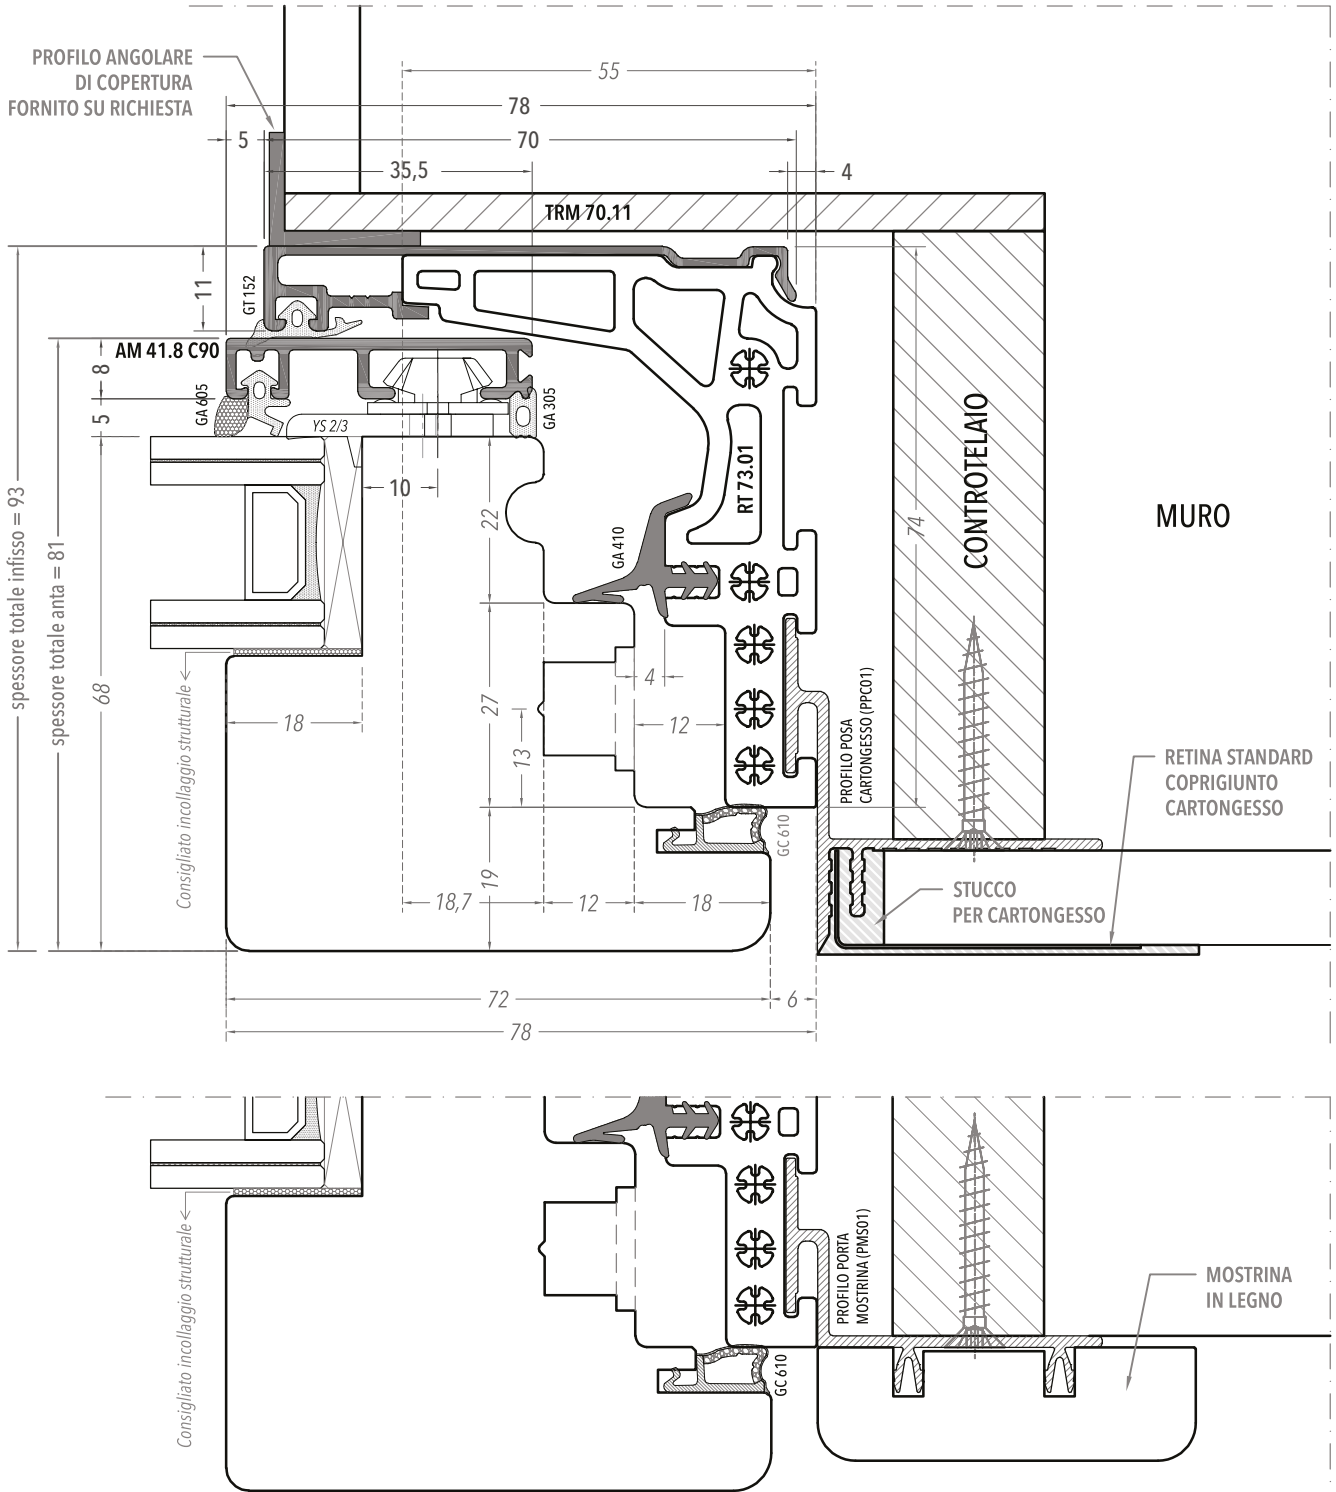 PROFILO ANGOLARE
DI COPERTURA
FORNITO SU RICHIESTA
55
78
5
70
35,5
4
TRM 70.11
GT 152
11
AM 41.8 C90
8
5
GA 605
GA 305
YS 2/3
10
22
GA 410
RT 73.01
74
CONTROTELAIO
MURO
spessore totale infisso = 93
spessore totale anta = 81
68
Consigliato incollaggio strutturale
18
27
13
4
12
PROFILO POSA
CARTONGESSO (PPC01)
RETINA STANDARD
COPRIGIUNTO
CARTONGESSO
GC 610
STUCCO
PER CARTONGESSO
19
18,7
12
18
72
6
78
Consigliato incollaggio strutturale
PROFILO PORTA
MOSTRINA (PMS01)
GC 610
MOSTRINA
IN LEGNO